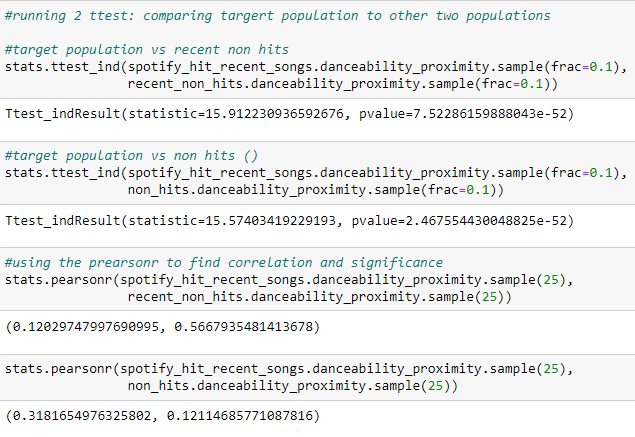 #running 2 ttest: comparing targert population to other two populations
#target population vs recent non hits
stats.ttest_ind(spotify_hit_recent_songs.danceability_proximity.sample(frac=0.1),
recent_non_hits.danceability_proximity.sample(frac=0.1))
Ttest_indResult(statistic=15.912230936592676, pvalue=7.52286159888043e-52)
#target population vs non hits ()
stats.ttest_ind(spotify_hit_recent_songs.danceability_proximity.sample(frac=0.1),
non_hits.danceability_proximity.sample(frac=0.1))
Ttest_indResult(statistic=15.57403419229193, pvalue=2.467554430048825e-52)
#using the prearsonr to find correlation and significance
stats.pearsonr(spotify_hit_recent_songs.danceability_proximity.sample(25),
recent_non_hits.danceability_proximity.sample(25))
(0.12029747997690995, 0.5667935481413678)
stats.pearsonr(spotify_hit_recent_songs.danceability_proximity.sample(25),
non_hits.danceability_proximity.sample(25))
(0.3181654976325802, 0.12114685771087816)